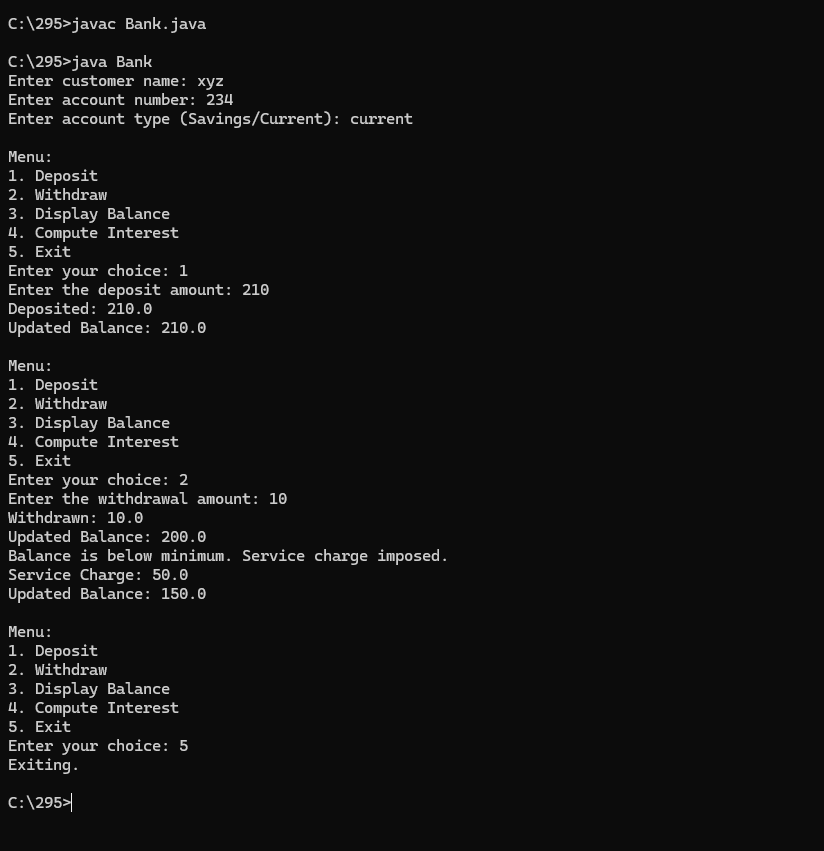 C:\295>javac Bank.java
C:\295>java Bank
Enter customer name: xyz
Enter account number: 234
Enter account type (Savings/Current): current
Menu:
1. Deposit
2. Withdraw
3. Display Balance
4. Compute Interest
5. Exit
Enter your choice: 1
Enter the deposit amount: 210
Deposited: 210.0
Updated Balance: 210.0
Menu:
1. Deposit
2. Withdraw
3. Display Balance
4. Compute Interest
5. Exit
Enter your choice: 2
Enter the withdrawal amount: 10
Withdrawn: 10.0
Updated Balance: 200.0
Balance is below minimum. Service charge imposed.
Service Charge: 50.0
Updated Balance: 150.0
Menu:
1. Deposit
2. Withdraw
3. Display Balance
4. Compute Interest
5. Exit
Enter your choice: 5
Exiting.
C:\295>